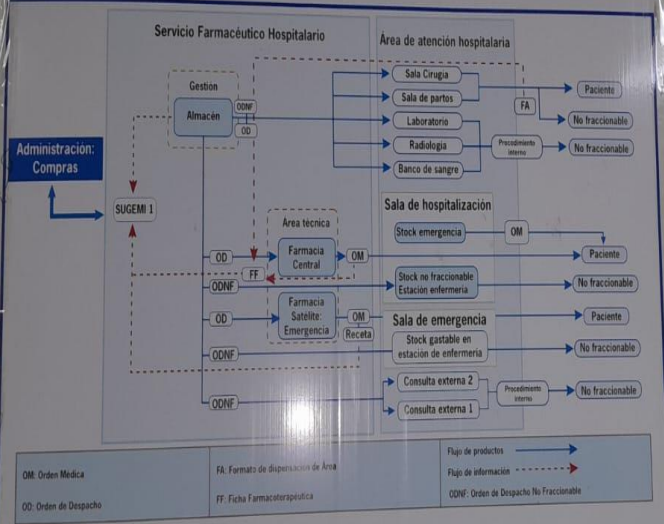 Servicio Farmacéutico Hospitalario
Área de atención hospitalaria
Gestión
Almacén
ODNF
OD
Sala Cirugia
Sala de partos
Laboratorio
Radiologia
Banco de sangre
FA
Paciente
No fraccionable
Procedimiento interno
No fraccionable
Administración:
Compras
SUGEMI 1
Sala de hospitalización
Stock emergencia
OM
Area técnica
Farmacia
Central
OD
OM
Paciente
FF
ODNF
Stock no fraccionable
Estación enfermeria
No fraccionable
Farmacia
Satélite:
Emergencia
OD
OM
Receta
Paciente
Sala de emergencia
Stock gastable en
estación de enfermería
ODNF
No fraccionable
ODNF
Consulta externa 2
Consulta externa 1
Procedimiento
interno
No fraccionable
OM: Orden Médica
OD: Orden de Despacho
FA: Formato de dispensación de Área
FF: Ficha Farmacoterapéutica
Flujo de productos
Flujo de información
ODNF: Orden de Despacho No Fraccionable